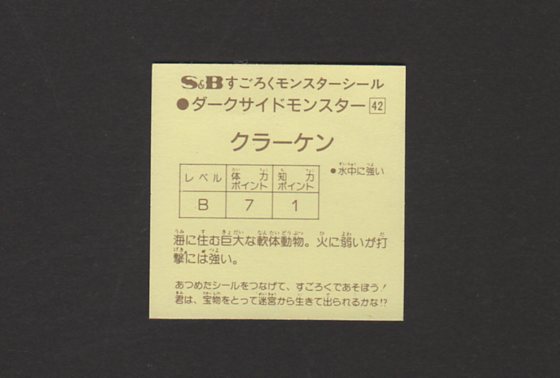 S&Bすごろくモンスターシール
●ダークサイドモンスター 42
クラーケン
レベル 体力ポイント 知力ポイント
B 7 1
●水中に強い
海に住む巨大な軟体動物。火に弱いが打
撃には強い。
あつめたシールをつなげて、すごろくであそぼう!
君は、宝物をとって迷宮から生きて出られるかな!?